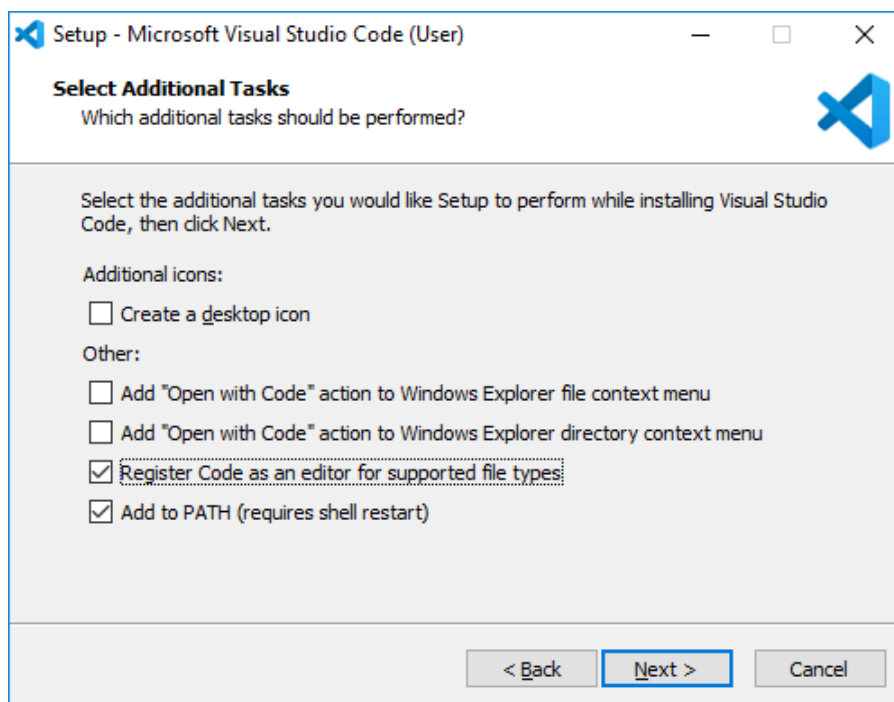 Setup - Microsoft Visual Studio Code (User)
Select Additional Tasks
Which additional tasks should be performed?
Select the additional tasks you would like Setup to perform while installing Visual Studio
Code, then click Next.
Additional icons:
Create a desktop icon
Other:
Add "Open with Code" action to Windows Explorer file context menu
Add "Open with Code" action to Windows Explorer directory context menu
Register Code as an editor for supported file types
Add to PATH (requires shell restart)
< Back Next > Cancel